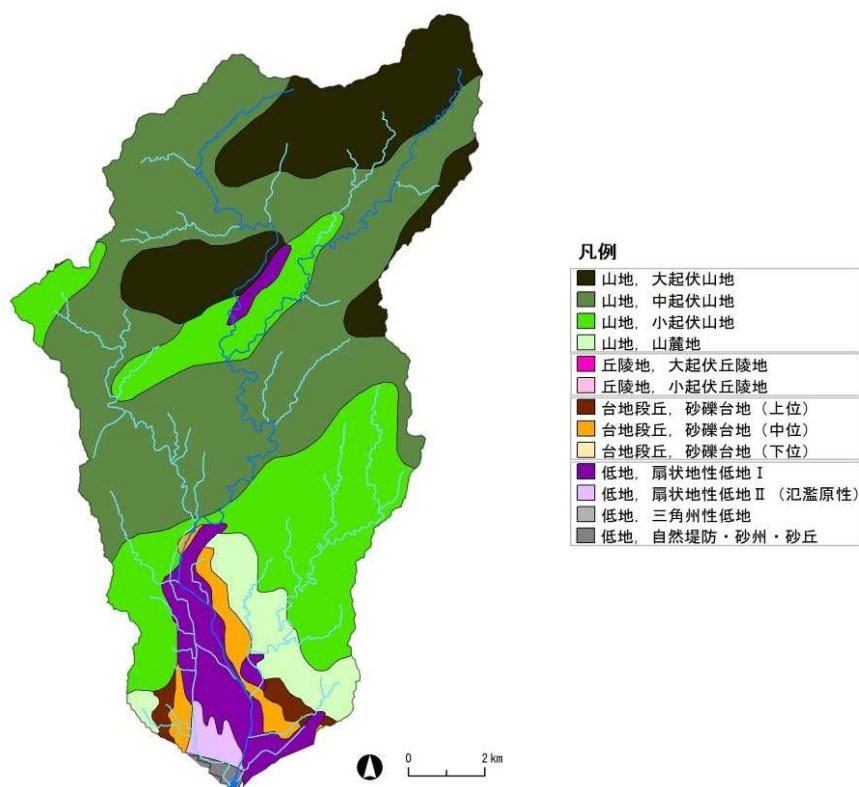 凡例
山地，大起伏山地
山地，中起伏山地
山地，小起伏山地
山地，山麓地
丘陵地，大起伏丘陵地
丘陵地，小起伏丘陵地
台地段丘，砂礫台地（上位）
台地段丘，砂礫台地（中位）
台地段丘，砂礫台地（下位）
低地，扇状地性低地Ⅰ
低地，扇状地性低地Ⅱ（氾濫原性）
低地，三角州性低地
低地，自然堤防・砂州・砂丘
0 2km